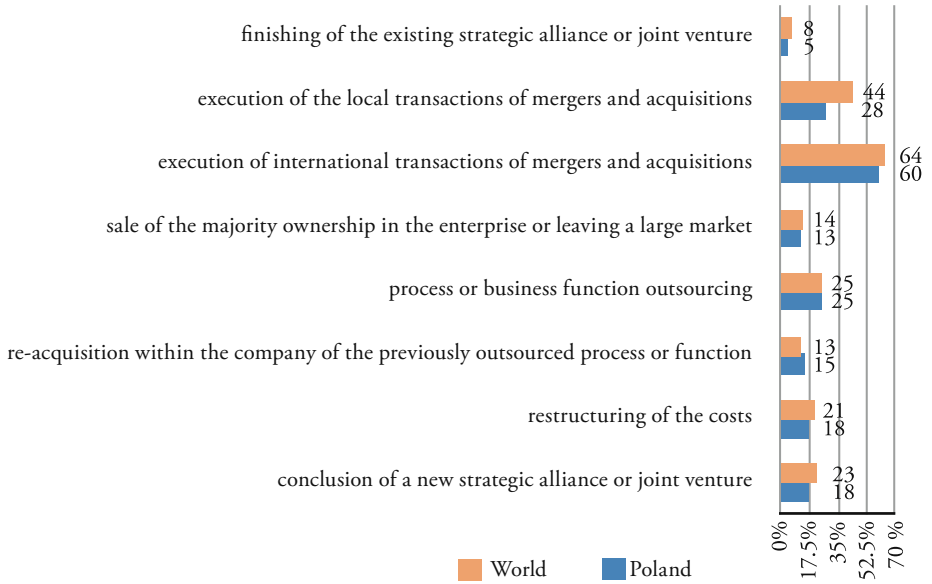 finishing of the existing strategic alliance or joint venture
8
5
execution of the local transactions of mergers and acquisitions
44
28
execution of international transactions of mergers and acquisitions
64
60
sale of the majority ownership in the enterprise or leaving a large market
14
13
process or business function outsourcing
25
25
re-acquisition within the company of the previously outsourced process or function
13
15
restructuring of the costs
21
18
conclusion of a new strategic alliance or joint venture
23
18
0%
17.5%
35%
52.5%
70 %
World
Poland